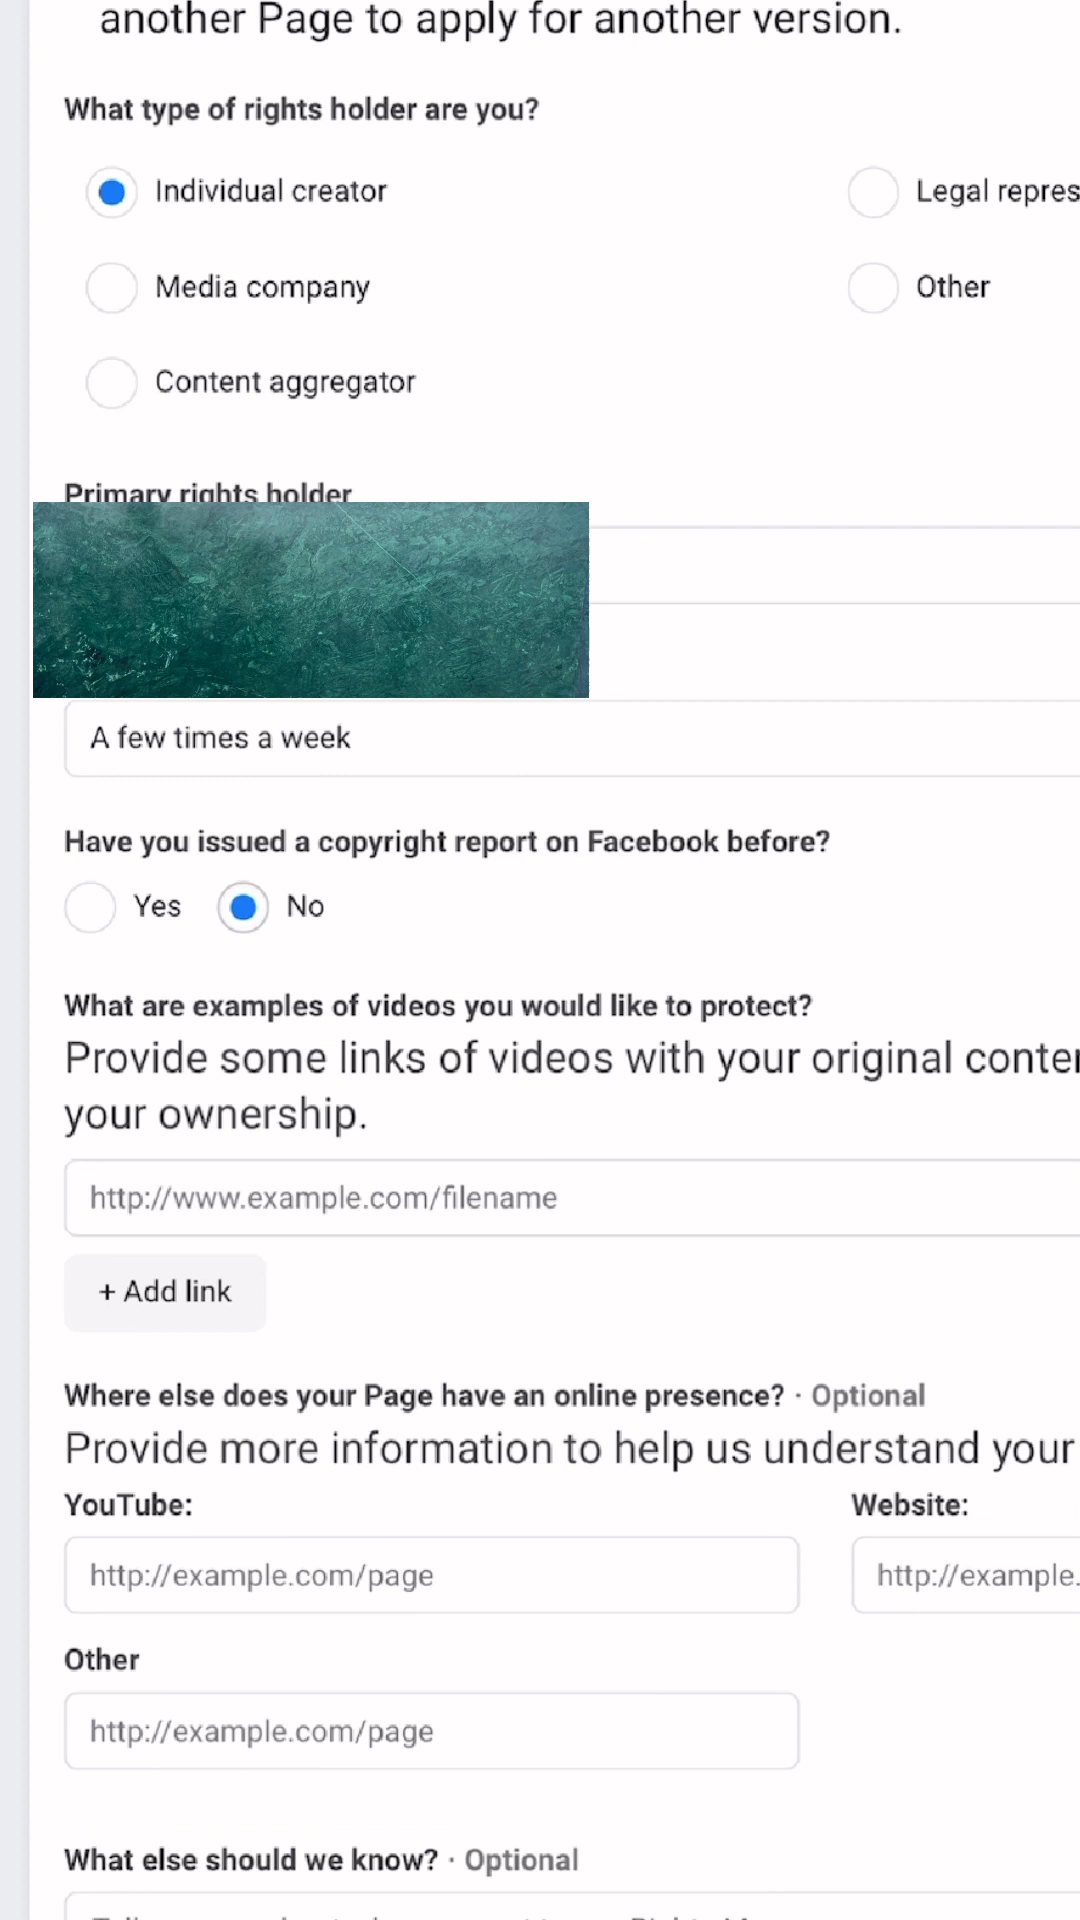 another Page to apply for another version.
What type of rights holder are you?
Individual creator
Legal repres
Media company
Other
Content aggregator
Primary rights holder
A few times a week
Have you issued a copyright report on Facebook before?
Yes No
What are examples of videos you would like to protect?
Provide some links of videos with your original conten
your ownership.
http://www.example.com/filename
+ Add link
Where else does your Page have an online presence? · Optional
Provide more information to help us understand your
YouTube:
Website:
http://example.com/page
http://example.
Other
http://example.com/page
What else should we know? · Optional